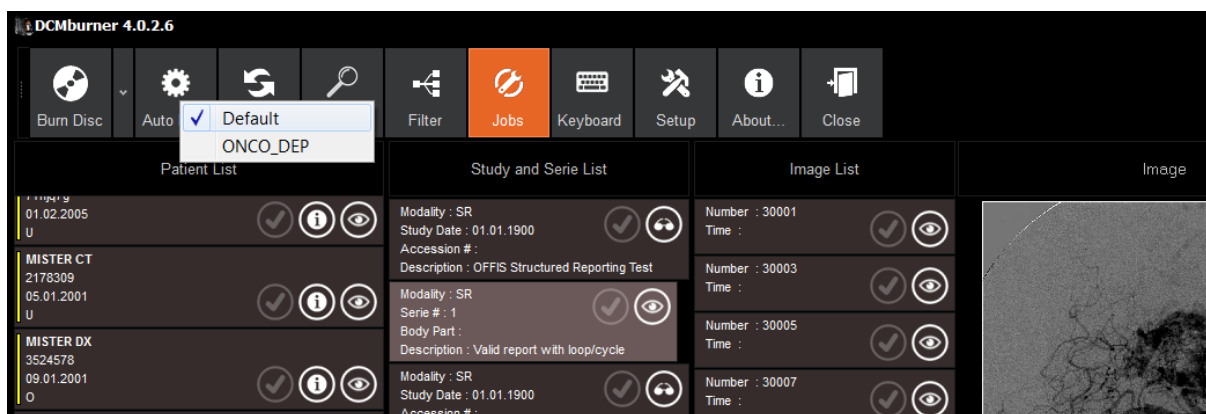 DCMburner 4.0.2.6
Burn Disc
Auto
Filter
Jobs
Keyboard
Setup
About...
Close
Default
ONCO_DEP
Patient List
Study and Serie List
Image List
Image
01.02.2005
U
MISTER CT
2178309
05.01.2001
U
MISTER DX
3524578
09.01.2001
O
Modality : SR
Study Date : 01.01.1900
Accession # :
Description : OFFIS Structured Reporting Test
Modality : SR
Serie # : 1
Body Part :
Description : Valid report with loop/cycle
Modality : SR
Study Date : 01.01.1900
Accession # :
Number : 30001
Time :
Number : 30003
Time :
Number : 30005
Time :
Number : 30007
Time :